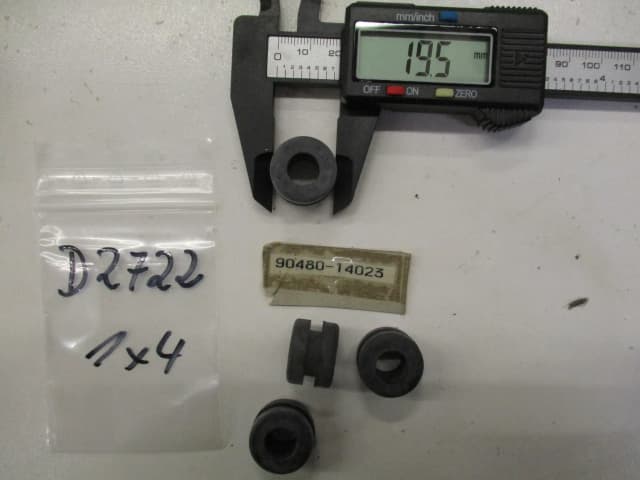 mm/inch
19.5 mm
OFF ON ZERO
0 10 20 90 100 110
4
D2722
1x4
90480-14023